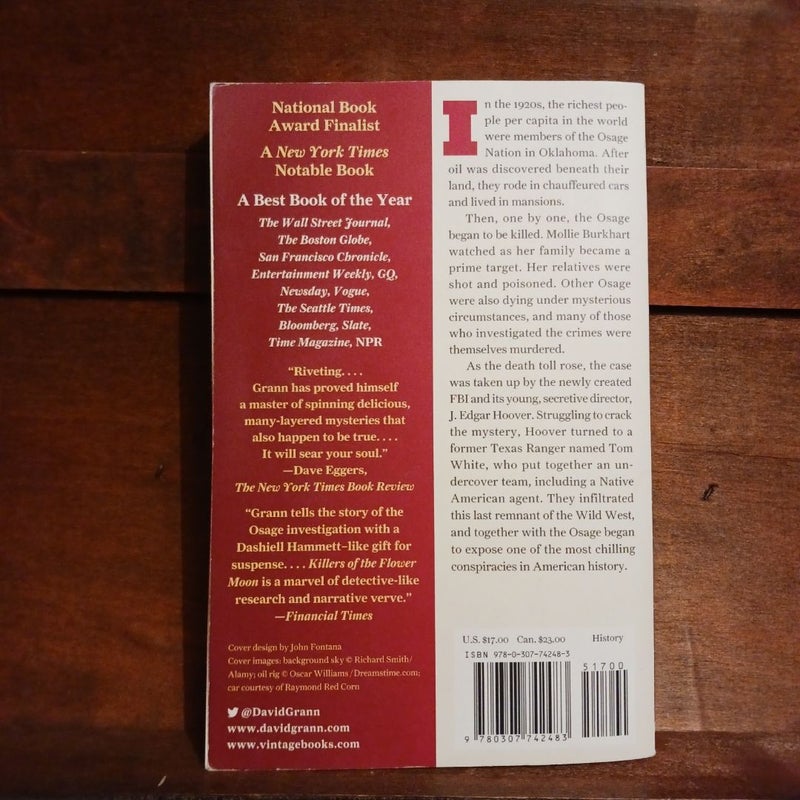 National Book
Award Finalist
A New York Times
Notable Book
A Best Book of the Year
The Wall Street Journal,
The Boston Globe,
San Francisco Chronicle,
Entertainment Weekly, GQ,
Newsday, Vogue,
The Seattle Times,
Bloomberg, Slate,
Time Magazine, NPR
“Riveting. . . .
Grann has proved himself
a master of spinning delicious,
many-layered mysteries that
also happen to be true. . . .
It will sear your soul.”
—Dave Eggers,
The New York Times Book Review
“Grann tells the story of the
Osage investigation with a
Dashiell Hammett–like gift for
suspense. . . . Killers of the Flower
Moon is a marvel of detective-like
research and narrative verve.”
—Financial Times
Cover design by John Fontana
Cover images: background sky © Richard Smith/
Alamy; oil rig © Oscar Williams/Dreamstime.com;
car courtesy of Raymond Red Corn
@DavidGrann
www.davidgrann.com
www.vintagebooks.com
In the 1920s, the richest peo-
ple per capita in the world
were members of the Osage
Nation in Oklahoma. After
oil was discovered beneath their
land, they rode in chauffeured cars
and lived in mansions.
Then, one by one, the Osage
began to be killed. Mollie Burkhart
watched as her family became a
prime target. Her relatives were
shot and poisoned. Other Osage
were also dying under mysterious
circumstances, and many of those
who investigated the crimes were
themselves murdered.
As the death toll rose, the case
was taken up by the newly created
FBI and its young, secretive director,
J. Edgar Hoover. Struggling to crack
the mystery, Hoover turned to a
former Texas Ranger named Tom
White, who put together an un-
dercover team, including a Native
American agent. They infiltrated
this last remnant of the Wild West,
and together with the Osage began
to expose one of the most chilling
conspiracies in American history.
U.S. $17.00 Can. $23.00 History
ISBN 978-0-307-74248-3
51700
9 780307 742483